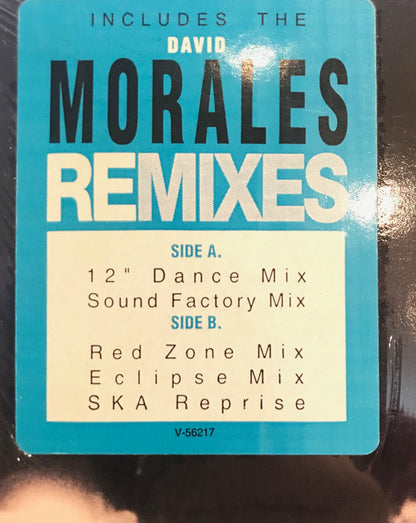 INCLUDES THE
DAVID
MORALES
REMIXES
SIDE A.
12" Dance Mix
Sound Factory Mix
SIDE B.
Red Zone Mix
Eclipse Mix
SKA Reprise
V-56217